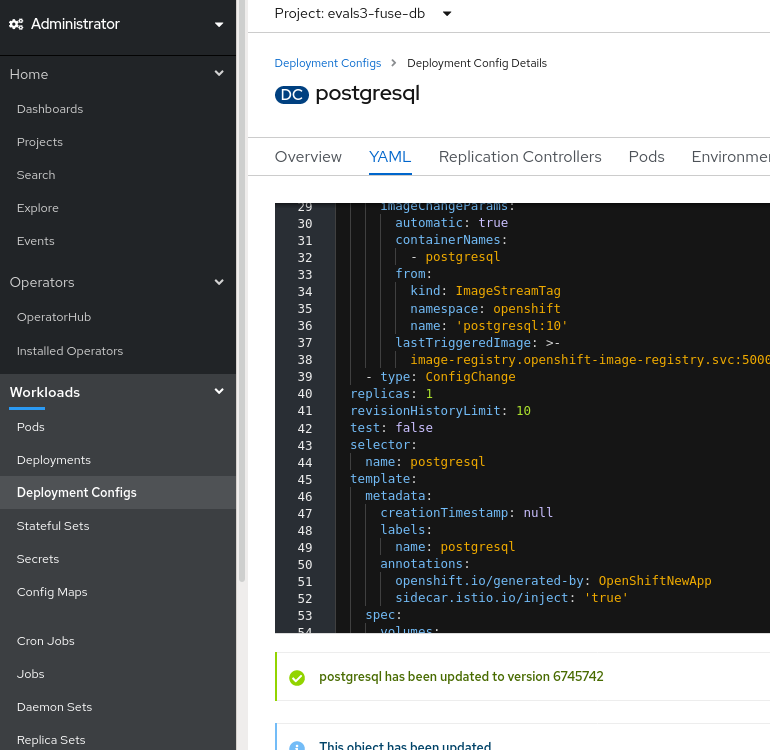 Administrator
Home
Dashboards
Projects
Search
Explore
Events
Operators
OperatorHub
Installed Operators
Workloads
Pods
Deployments
Deployment Configs
Stateful Sets
Secrets
Config Maps
Cron Jobs
Jobs
Daemon Sets
Replica Sets
Project: evals3-fuse-db
Deployment Configs > Deployment Config Details
DC postgresql
Overview YAML Replication Controllers Pods Environme
29 imageChangeParams:
30 automatic: true
31 containerNames:
32 - postgresql
33 from:
34 kind: ImageStreamTag
35 namespace: openshift
36 name: 'postgresql:10'
37 lastTriggeredImage: >-
38 image-registry.openshift-image-registry.svc:5000
39 - type: ConfigChange
40 replicas: 1
41 revisionHistoryLimit: 10
42 test: false
43 selector:
44 name: postgresql
45 template:
46 metadata:
47 creationTimestamp: null
48 labels:
49 name: postgresql
50 annotations:
51 openshift.io/generated-by: OpenShiftNewApp
52 sidecar.istio.io/inject: 'true'
53 spec:
54 volumes:
postgresql has been updated to version 6745742
This object has been updated.